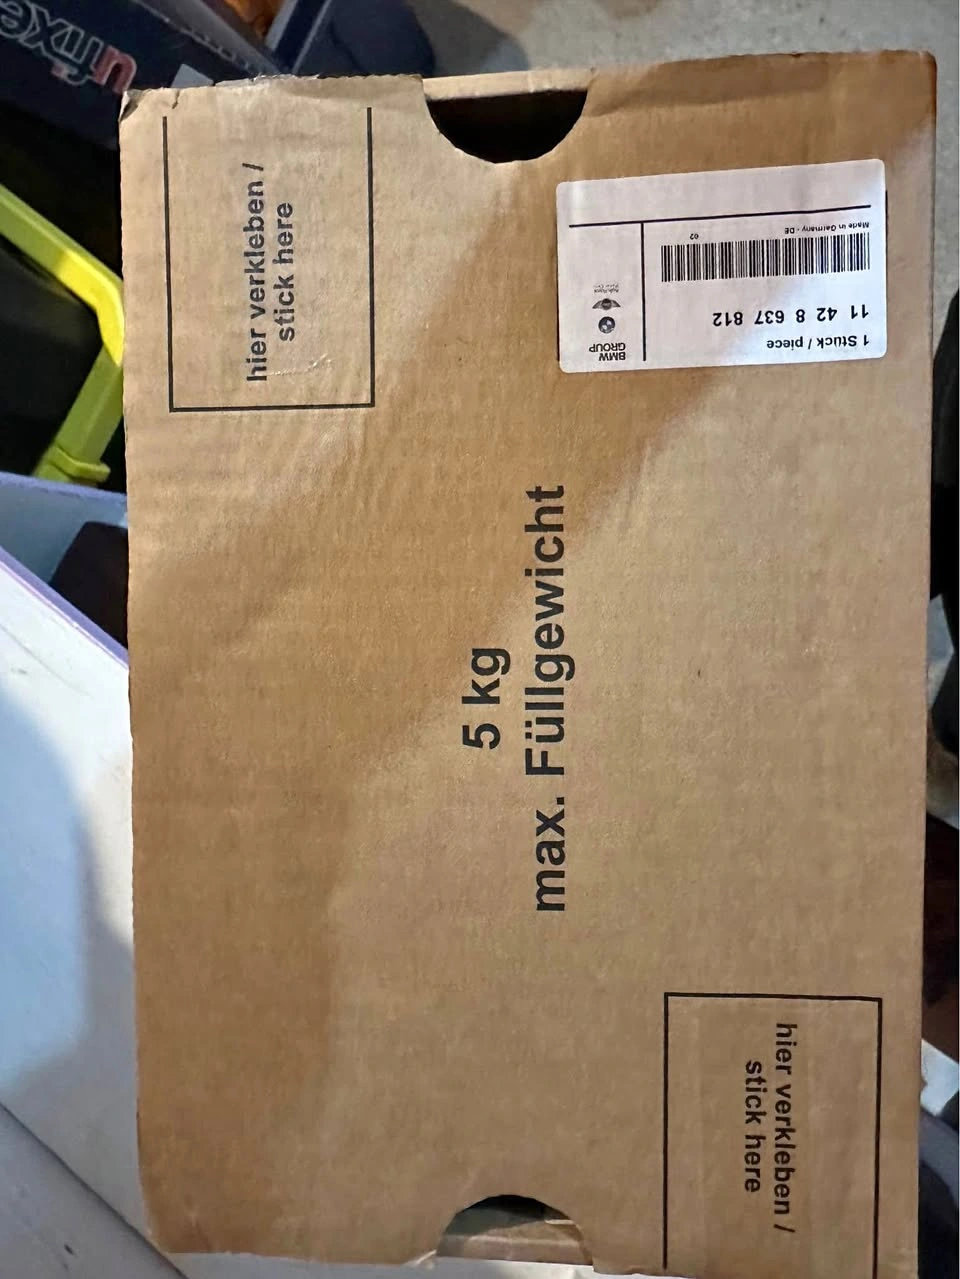 hier verkleben /
stick here
1 Stück / piece
11 42 8 637 812
02
Made in Germany - DE
BMW
GROUP
5 kg
max. Füllgewicht
hier verkleben /
stick here